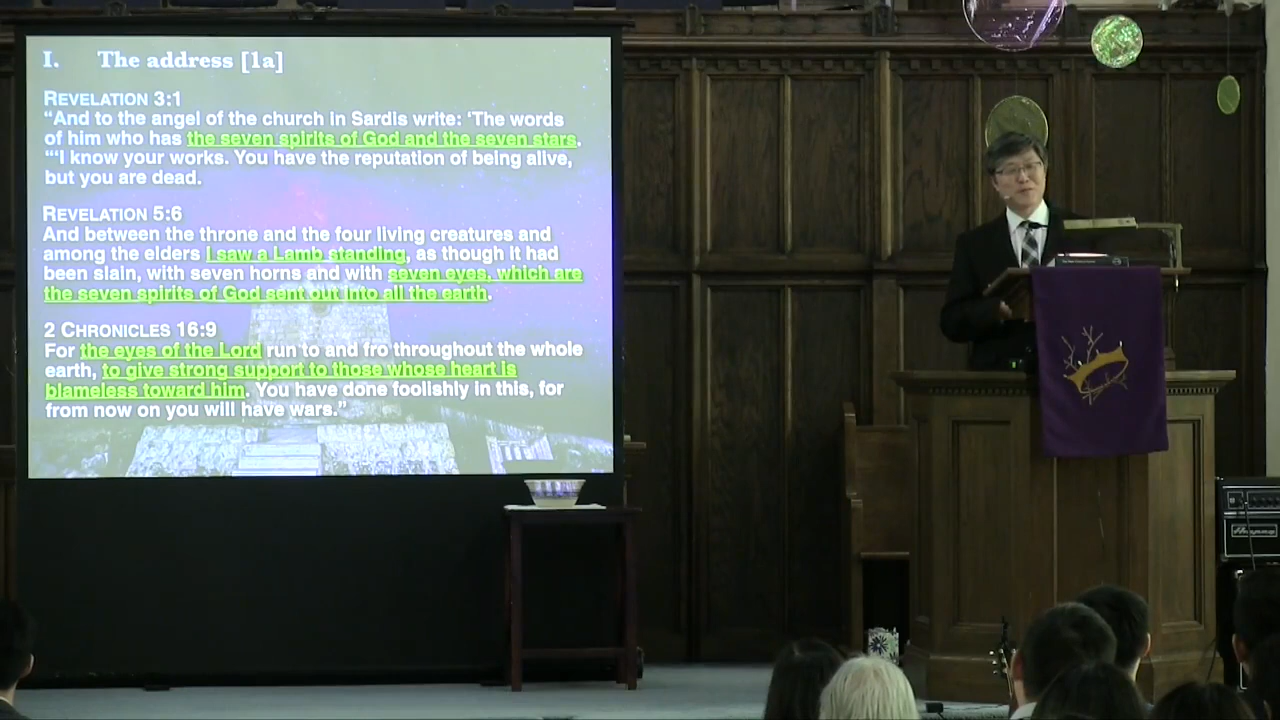 I. The address [1a]
REVELATION 3:1
“And to the angel of the church in Sardis write: ‘The words
of him who has the seven spirits of God and the seven stars.
“‘I know your works. You have the reputation of being alive,
but you are dead.
REVELATION 5:6
And between the throne and the four living creatures and
among the elders I saw a Lamb standing, as though it had
been slain, with seven horns and with seven eyes, which are
the seven spirits of God sent out into all the earth.
2 CHRONICLES 16:9
For the eyes of the Lord run to and fro throughout the whole
earth, to give strong support to those whose heart is
blameless toward him. You have done foolishly in this, for
from now on you will have wars.”
Ampeg